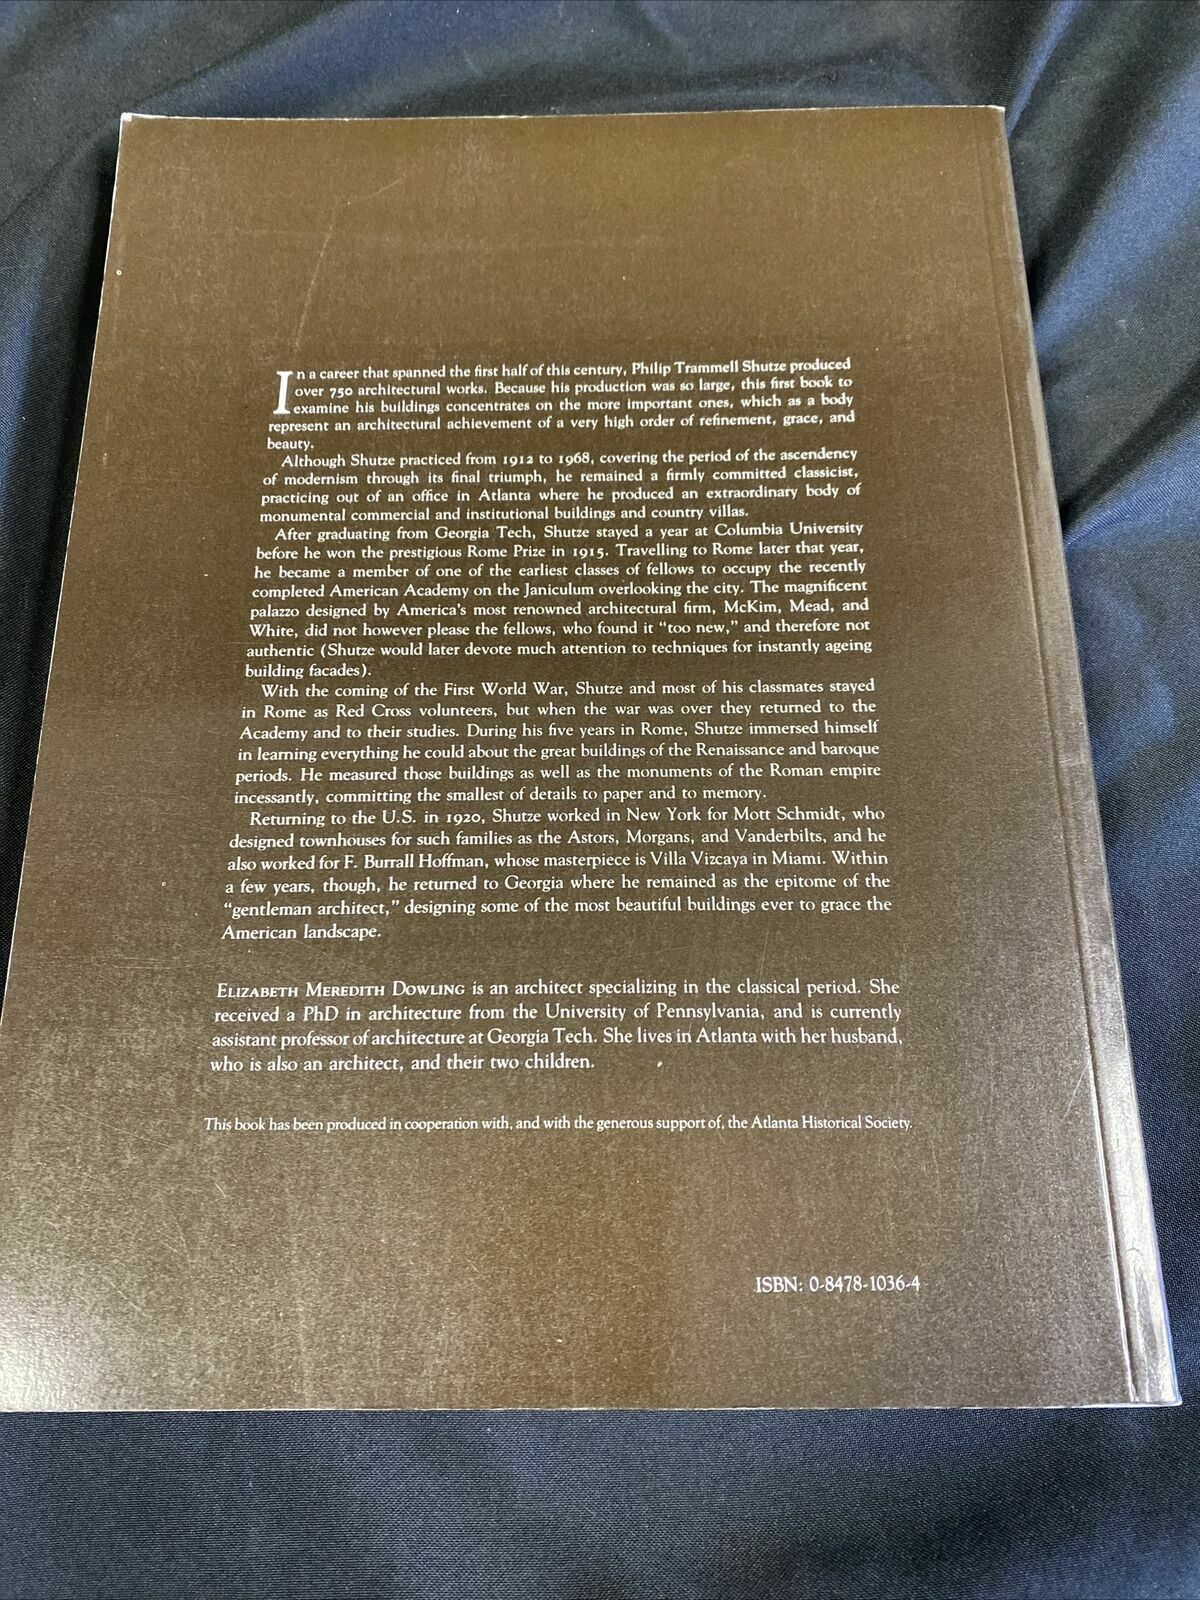 In a career that spanned the first half of this century, Philip Trammell Shutze produced
over 750 architectural works. Because his production was so large, this first book to
examine his buildings concentrates on the more important ones, which as a body
represent an architectural achievement of a very high order of refinement, grace, and
beauty.
Although Shutze practiced from 1912 to 1968, covering the period of the ascendency
of modernism through its final triumph, he remained a firmly committed classicist,
practicing out of an office in Atlanta where he produced an extraordinary body of
monumental commercial and institutional buildings and country villas.
After graduating from Georgia Tech, Shutze stayed a year at Columbia University
before he won the prestigious Rome Prize in 1915. Travelling to Rome later that year,
he became a member of one of the earliest classes of fellows to occupy the recently
completed American Academy on the Janiculum overlooking the city. The magnificent
palazzo designed by America's most renowned architectural firm, McKim, Mead, and
White, did not however please the fellows, who found it "too new," and therefore not
authentic (Shutze would later devote much attention to techniques for instantly ageing
building facades).
With the coming of the First World War, Shutze and most of his classmates stayed
in Rome as Red Cross volunteers, but when the war was over they returned to the
Academy and to their studies. During his five years in Rome, Shutze immersed himself
in learning everything he could about the great buildings of the Renaissance and baroque
periods. He measured those buildings as well as the monuments of the Roman empire
incessantly, committing the smallest of details to paper and to memory.
Returning to the U.S. in 1920, Shutze worked in New York for Mott Schmidt, who
designed townhouses for such families as the Astors, Morgans, and Vanderbilts, and he
also worked for F. Burrall Hoffman, whose masterpiece is Villa Vizcaya in Miami. Within
a few years, though, he returned to Georgia where he remained as the epitome of the
"gentleman architect," designing some of the most beautiful buildings ever to grace the
American landscape.
ELIZABETH MEREDITH DOWLING is an architect specializing in the classical period. She
received a PhD in architecture from the University of Pennsylvania, and is currently
assistant professor of architecture at Georgia Tech. She lives in Atlanta with her husband,
who is also an architect, and their two children.
This book has been produced in cooperation with, and with the generous support of, the Atlanta Historical Society.
ISBN: 0-8478-1036-4